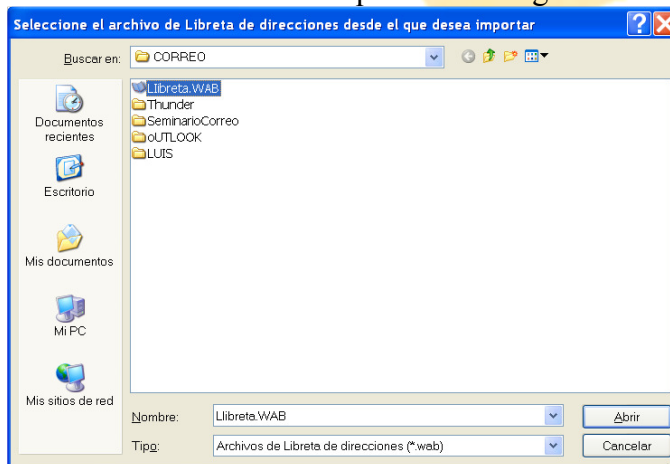 Seleccione el archivo de Libreta de direcciones desde el que desea importar
Buscar en:
CORREO
Llibreta.WAB
Thunder
SeminarioCorreo
oUTLOOK
LUIS
Documentos
recientes
Escritorio
Mis documentos
Mi PC
Mis sitios de red
Nombre:
Llibreta.WAB
Abrir
Tipo:
Archivos de Libreta de direcciones (*.wab)
Cancelar